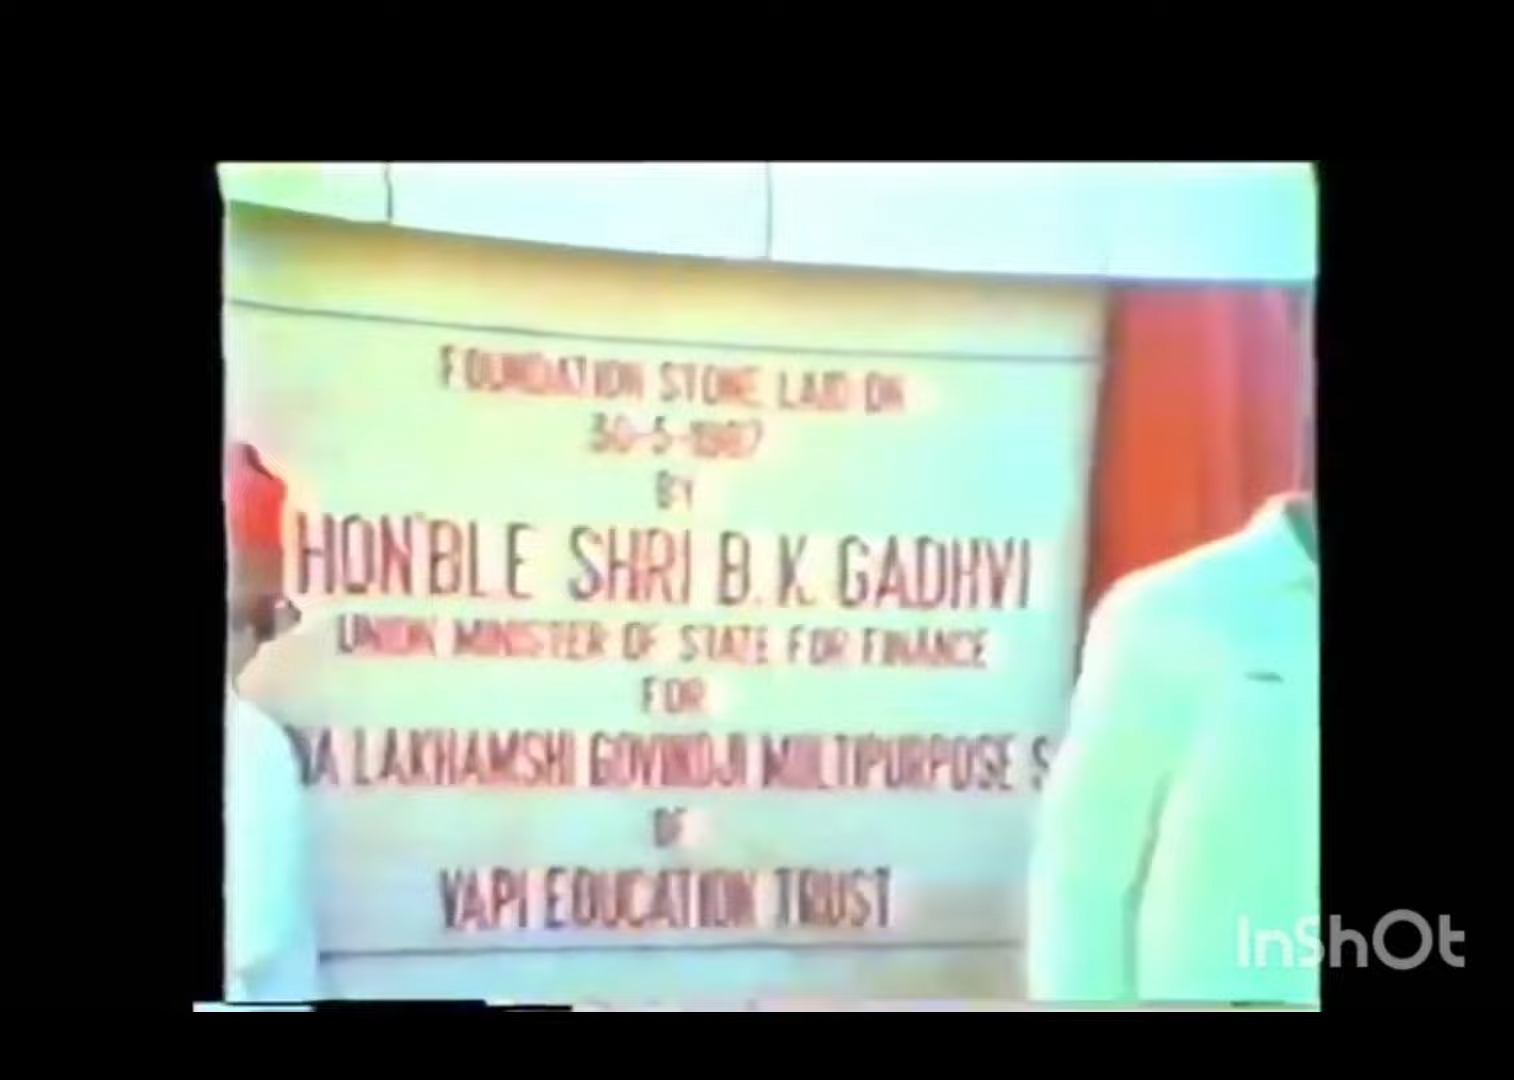 FOUNDATION STONE LAID ON
30-5-1987
BY
HON'BLE SHRI B. K. GADHVI
UNION MINISTER OF STATE FOR FINANCE
FOR
LAKHAMSHI GOVINDJI MULTIPURPOSE S
OF
VAPI EDUCATION TRUST
InShOt